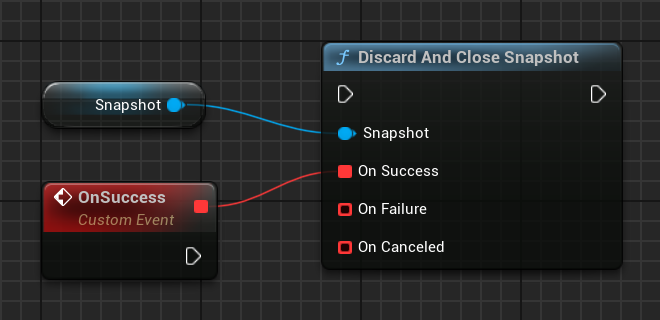 Discard And Close Snapshot
Snapshot
Snapshot
On Success
OnSuccess
Custom Event
On Failure
On Canceled